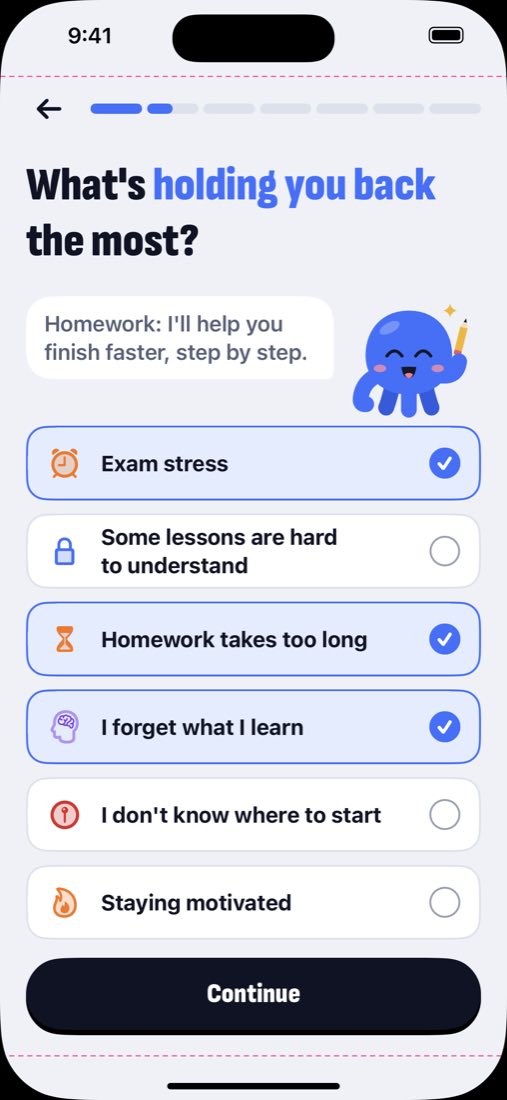 9:41
What's holding you back
the most?
Homework: I'll help you
finish faster, step by step.
Exam stress
Some lessons are hard
to understand
Homework takes too long
I forget what I learn
I don't know where to start
Staying motivated
Continue